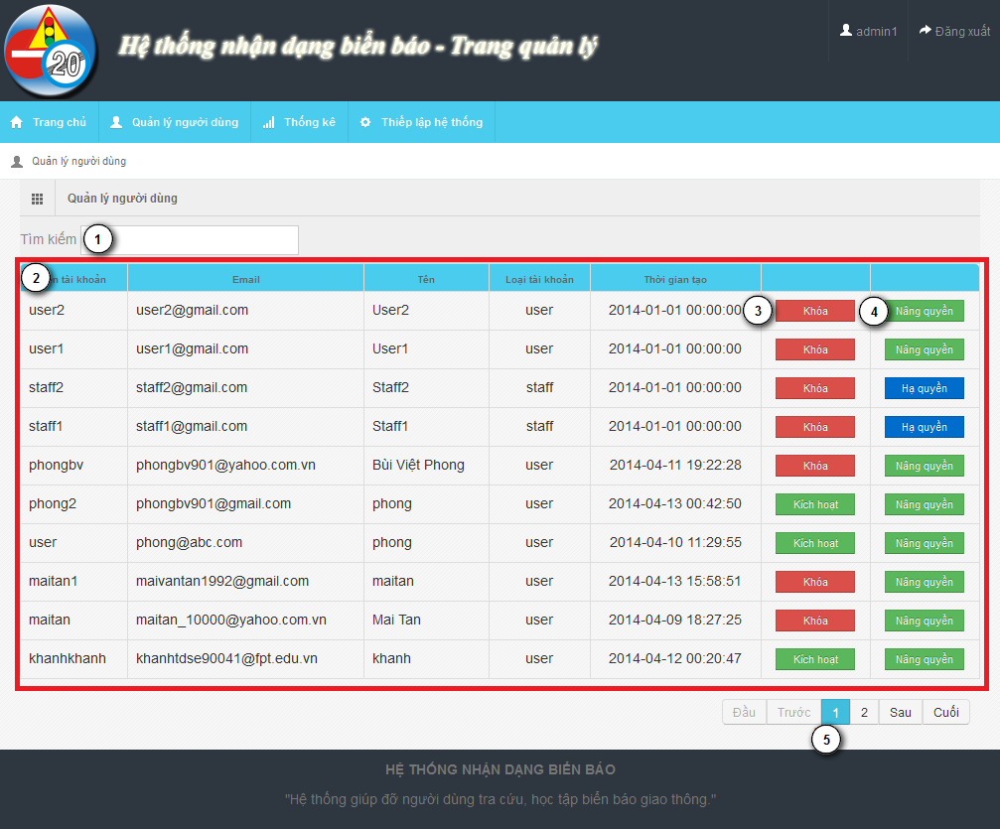 20
Hệ thống nhận dạng biển báo - Trang quản lý
admin1 Đăng xuất
Trang chủ Quản lý người dùng Thống kê Thiếp lập hệ thống
Quản lý người dùng
Quản lý người dùng
Tìm kiếm 1
2 tài khoản Email Tên Loại tài khoản Thời gian tạo
user2 user2@gmail.com User2 user 2014-01-01 00:00:00 3 Khóa 4 Nâng quyền
user1 user1@gmail.com User1 user 2014-01-01 00:00:00 Khóa Nâng quyền
staff2 staff2@gmail.com Staff2 staff 2014-01-01 00:00:00 Khóa Hạ quyền
staff1 staff1@gmail.com Staff1 staff 2014-01-01 00:00:00 Khóa Hạ quyền
phongbv phongbv901@yahoo.com.vn Bùi Việt Phong user 2014-04-11 19:22:28 Khóa Nâng quyền
phong2 phongbv901@gmail.com phong user 2014-04-13 00:42:50 Kích hoạt Nâng quyền
user phong@abc.com phong user 2014-04-10 11:29:55 Kích hoạt Nâng quyền
maitan1 maivantan1992@gmail.com maitan user 2014-04-13 15:58:51 Khóa Nâng quyền
maitan maitan_10000@yahoo.com.vn Mai Tan user 2014-04-09 18:27:25 Khóa Nâng quyền
khanhkhanh khanhtdse90041@fpt.edu.vn khanh user 2014-04-12 00:20:47 Kích hoạt Nâng quyền
Đầu Trước 1 2 Sau Cuối
5
HỆ THỐNG NHẬN DẠNG BIỂN BÁO
"Hệ thống giúp đỡ người dùng tra cứu, học tập biển báo giao thông."